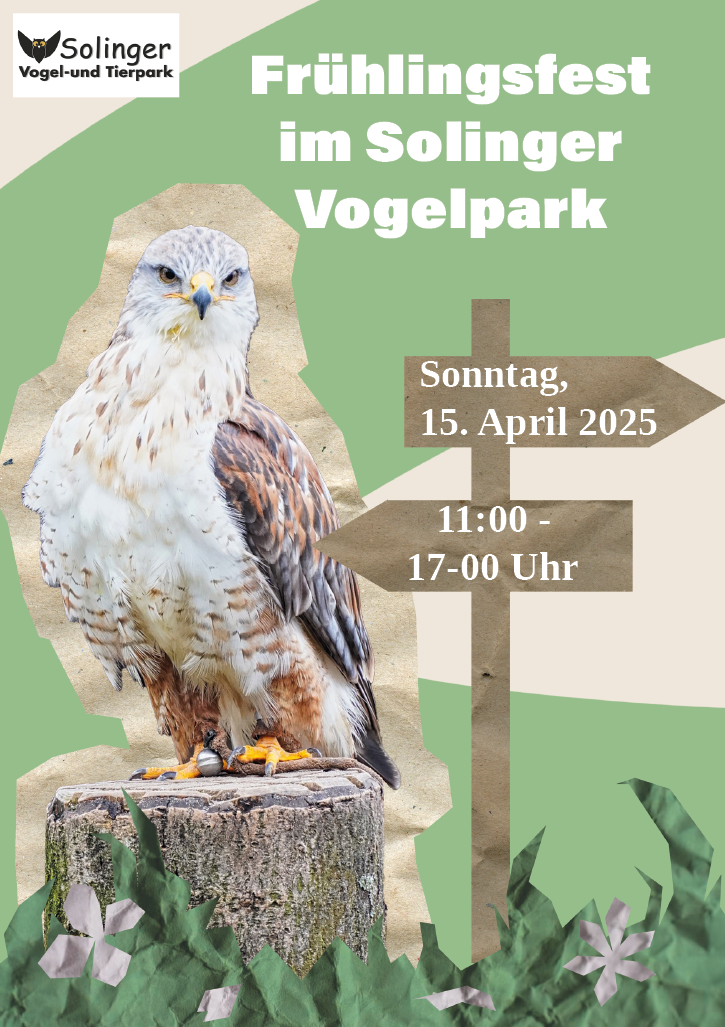 Solinger
Vogel-und Tierpark
Frühlingsfest
im Solinger
Vogelpark
Sonntag,
15. April 2025
11:00 -
17-00 Uhr